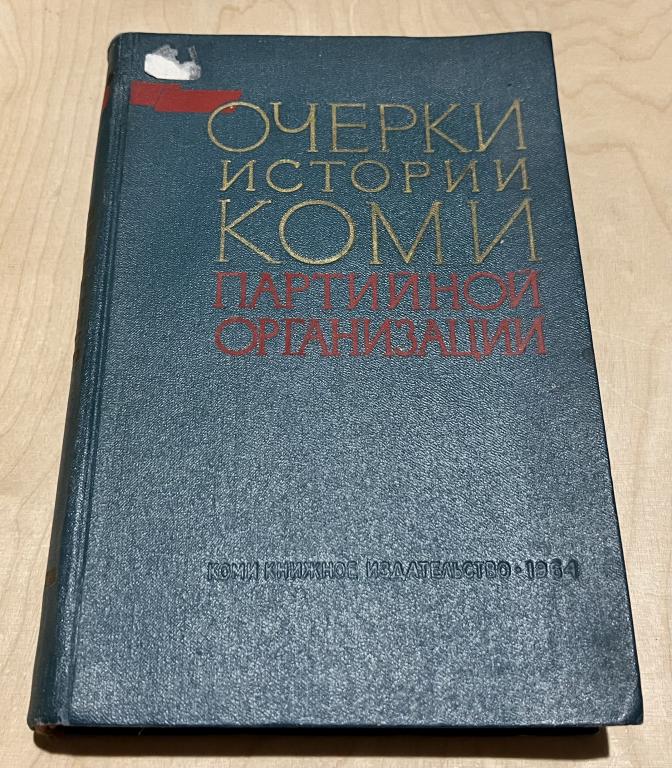 ОЧЕРКИ
ИСТОРИИ
КОМИ
ПАРТИЙНОЙ
ОРГАНИЗАЦИИ
КОМИ КНИЖНОЕ ИЗДАТЕЛЬСТВО • 1964